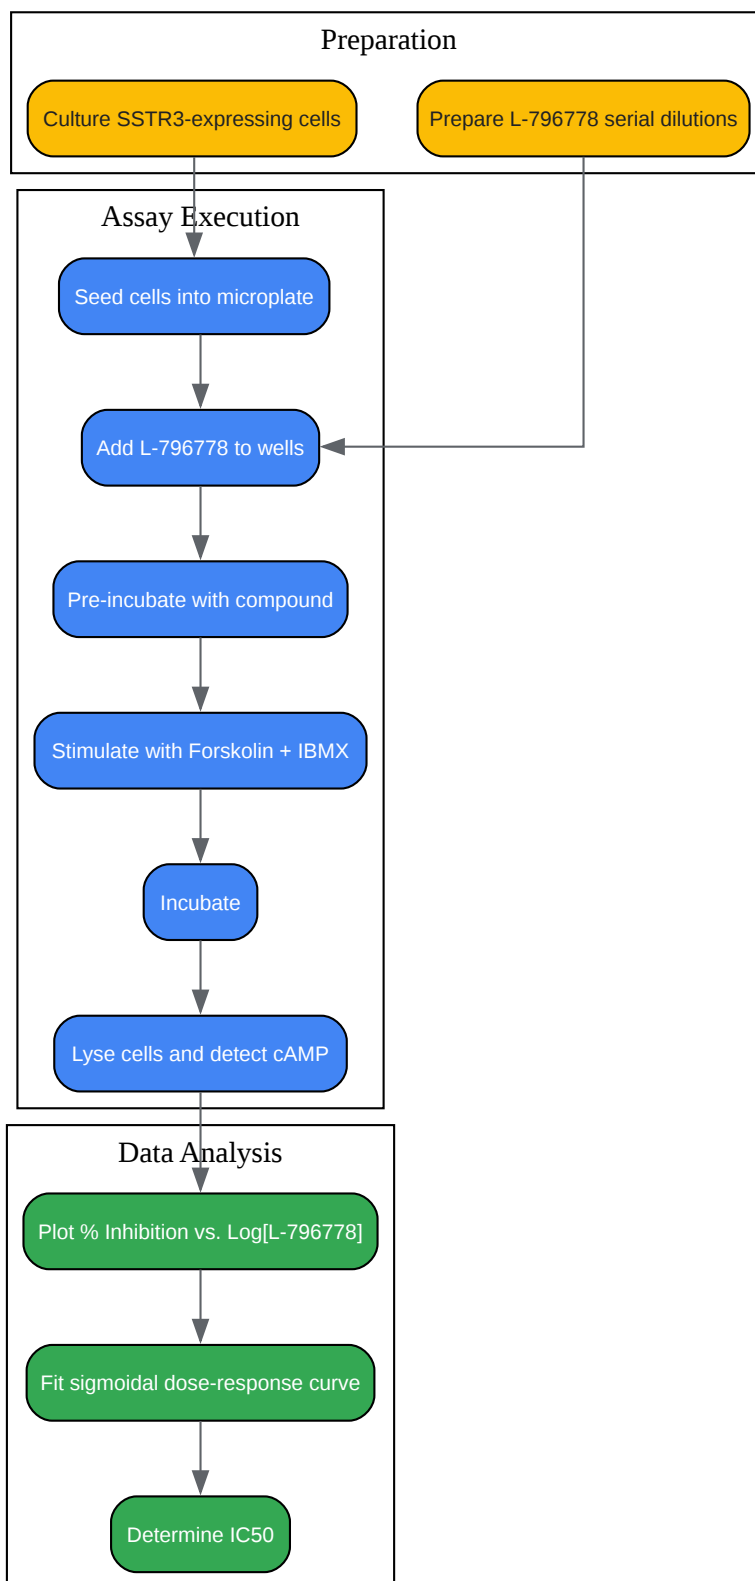 Preparation
Culture SSTR3-expressing cells
Prepare L-796778 serial dilutions
Assay Execution
Seed cells into microplate
Add L-796778 to wells
Pre-incubate with compound
Stimulate with Forskolin + IBMX
Incubate
Lyse cells and detect cAMP
Data Analysis
Plot % Inhibition vs. Log[L-796778]
Fit sigmoidal dose-response curve
Determine IC50